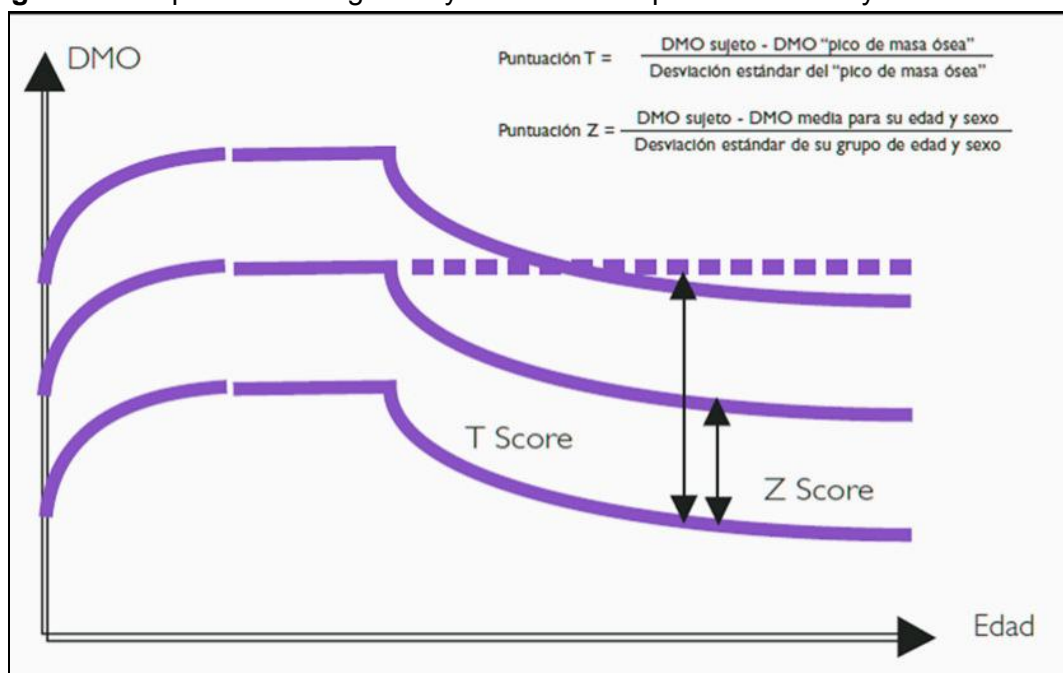 DMO
Puntuación T = DMO sujeto - DMO "pico de masa ósea"
Desviación estándar del "pico de masa ósea"
Puntuación Z = DMO sujeto - DMO media para su edad y sexo
Desviación estándar de su grupo de edad y sexo
T Score
Z Score
Edad